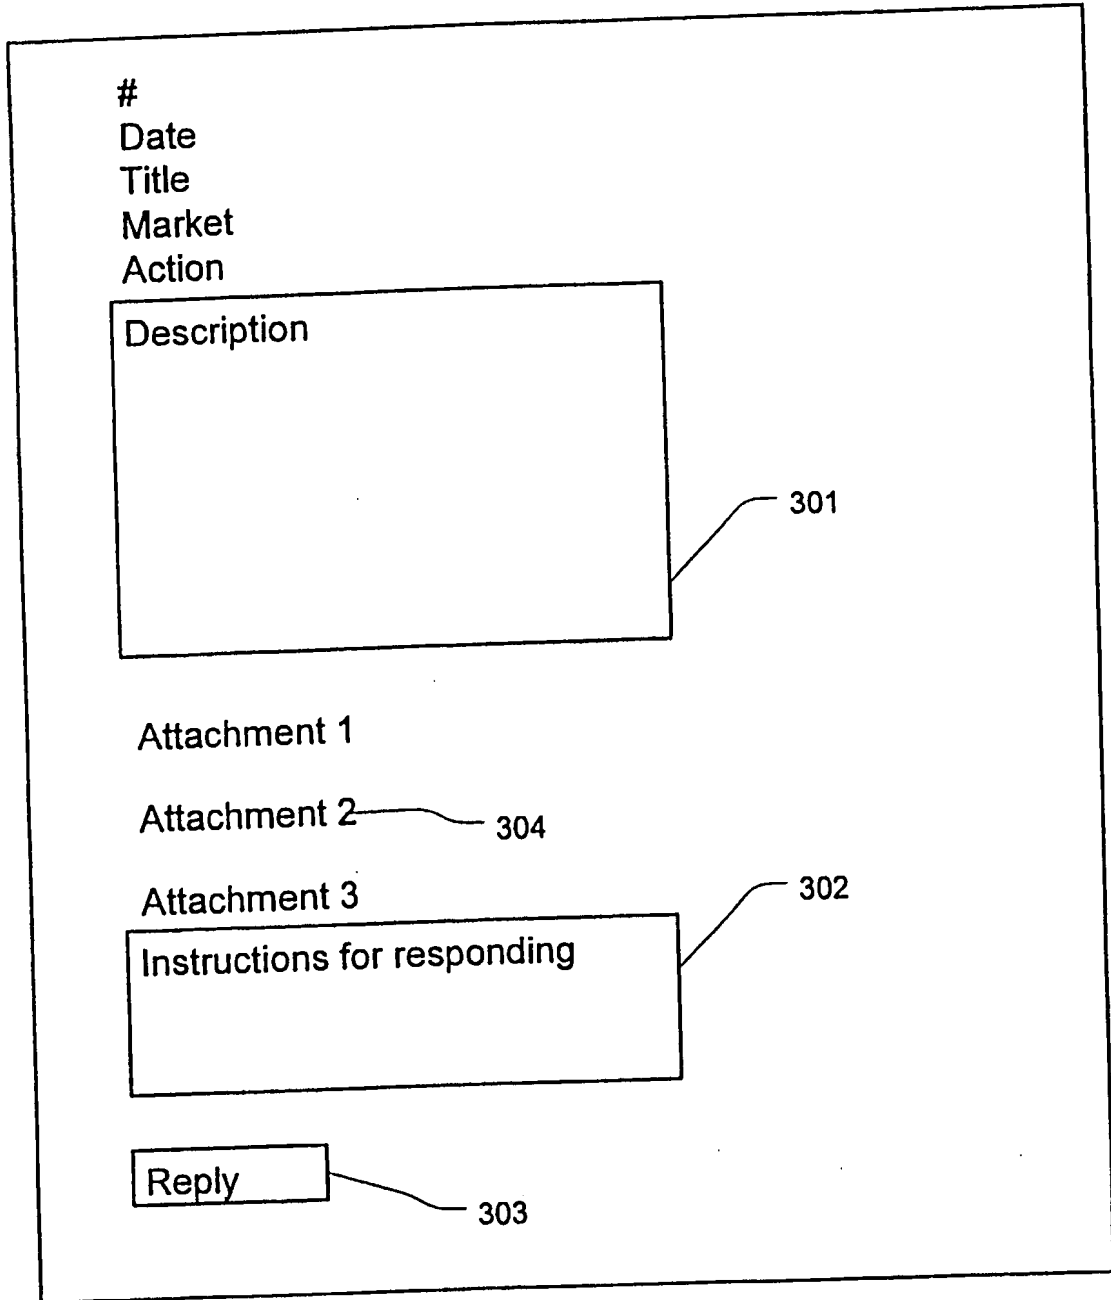 #
Date
Title
Market
Action
Description
301
Attachment 1
Attachment 2
304
Attachment 3
302
Instructions for responding
Reply
303